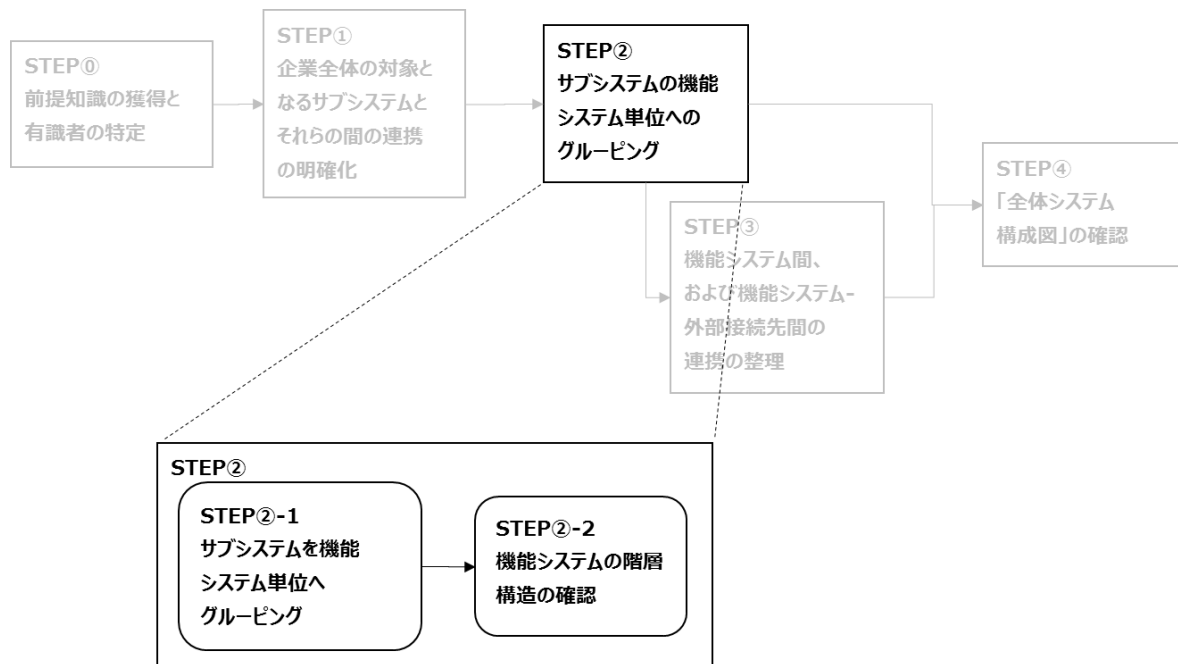 STEP⓪
前提知識の獲得と
有識者の特定
STEP①
企業全体の対象と
なるサブシステムと
それらの間の連携
の明確化
STEP②
サブシステムの機能
システム単位への
グルーピング
STEP③
機能システム間、
および機能システム-
外部接続先間の
連携の整理
STEP④
「全体システム
構成図」の確認
STEP②
STEP②-1
サブシステムを機能
システム単位へ
グルーピング
STEP②-2
機能システムの階層
構造の確認